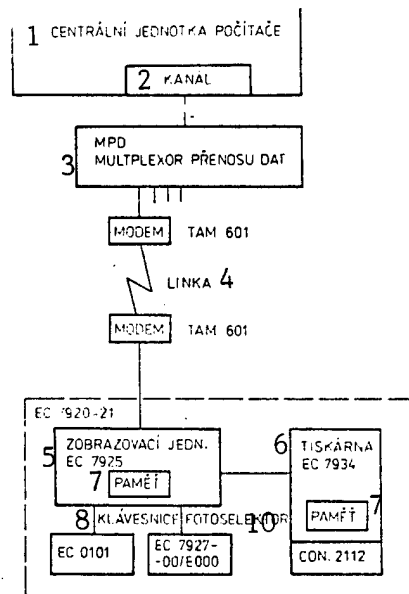 1 CENTRÁLNÍ JEDNOTKA POČÍTAČE
2 KANÁL
MPD
3 MULTPLEXOR PŘENOSU DAT
MODEM TAM 601
LINKA 4
MODEM TAM 601
EC 7920-21
5 ZOBRAZOVACÍ JEDN.
EC 7925
7 PAMĚŤ
6 TISKÁRNA
EC 7934
PAMĚŤ 7
CON. 2112
8 KLÁVESNICE FOTOSELEKTOR 10
EC 0101
EC 7927-
-00/E000